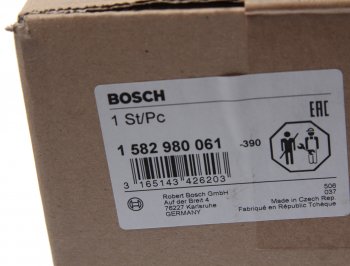 BOSCH
1 St/Pc
1 582 980 061 -390
EAC
3 165143 426203
Robert Bosch GmbH
Auf der Breit 4
76227 Karlsruhe
GERMANY
506
037
Made in Czech Rep.
Fabriqué en République Tchèque